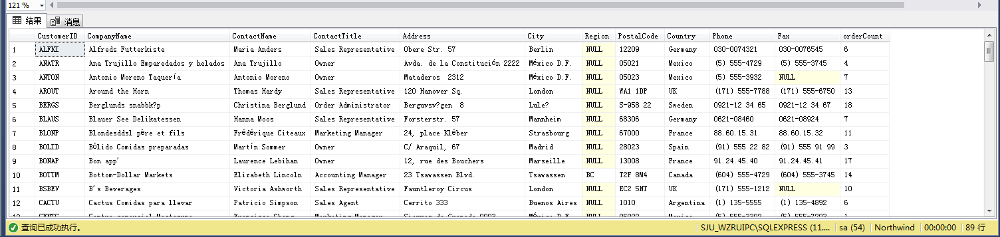 121 %
结果 消息
CustomerID CompanyName ContactName ContactTitle Address City Region PostalCode Country Phone Fax orderCount
1 ALFKI Alfreds Futterkiste Maria Anders Sales Representative Obere Str. 57 Berlin NULL 12209 Germany 030-0074321 030-0076545 6
2 ANATR Ana Trujillo Emparedados y helados Ana Trujillo Owner Avda. de la Constitución 2222 México D.F. NULL 05021 Mexico (5) 555-4729 (5) 555-3745 4
3 ANTON Antonio Moreno Taquería Antonio Moreno Owner Mataderos 2312 México D.F. NULL 05023 Mexico (5) 555-3932 NULL 7
4 AROUT Around the Horn Thomas Hardy Sales Representative 120 Hanover Sq. London NULL WA1 1DP UK (171) 555-7788 (171) 555-6750 13
5 BERGS Berglunds snabbk?p Christina Berglund Order Administrator Berguvsv?gen 8 Lule? NULL S-958 22 Sweden 0921-12 34 65 0921-12 34 67 18
6 BLAUS Blauer See Delikatessen Hanna Moos Sales Representative Forsterstr. 57 Mannheim NULL 68306 Germany 0621-08460 0621-08924 7
7 BLONP Blondesddsl père et fils Frédérique Citeaux Marketing Manager 24, place Kléber Strasbourg NULL 67000 France 88.60.15.31 88.60.15.32 11
8 BOLID Bólido Comidas preparadas Martín Sommer Owner C/ Araquil, 67 Madrid NULL 28023 Spain (91) 555 22 82 (91) 555 91 99 3
9 BONAP Bon app' Laurence Lebihan Owner 12, rue des Bouchers Marseille NULL 13008 France 91.24.45.40 91.24.45.41 17
10 BOTTM Bottom-Dollar Markets Elizabeth Lincoln Accounting Manager 23 Tsawassen Blvd. Tsawassen BC T2F 8M4 Canada (604) 555-4729 (604) 555-3745 14
11 BSBEV B's Beverages Victoria Ashworth Sales Representative Fauntleroy Circus London NULL EC2 5NT UK (171) 555-1212 NULL 10
12 CACTU Cactus Comidas para llevar Patricio Simpson Sales Agent Cerrito 333 Buenos Aires NULL 1010 Argentina (1) 135-5555 (1) 135-4892 6
查询已成功执行。 SJU_WZRUIPC\SQLEXPRESS (11.... sa (54) Northwind 00:00:00 89 行